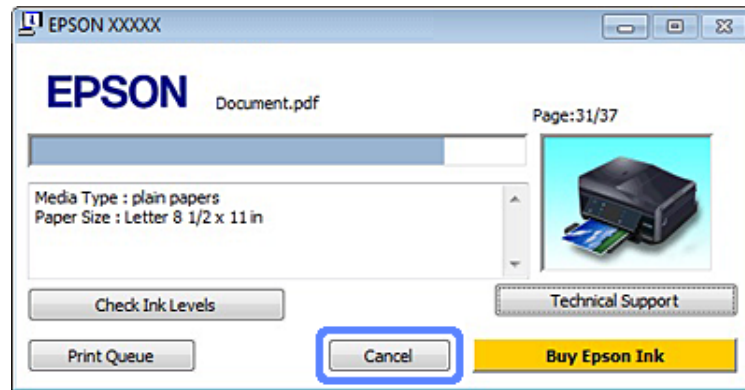 EPSON XXXXX
EPSON Document.pdf
Page:31/37
Media Type : plain papers
Paper Size : Letter 8 1/2 x 11 in
Check Ink Levels
Technical Support
Print Queue
Cancel
Buy Epson Ink